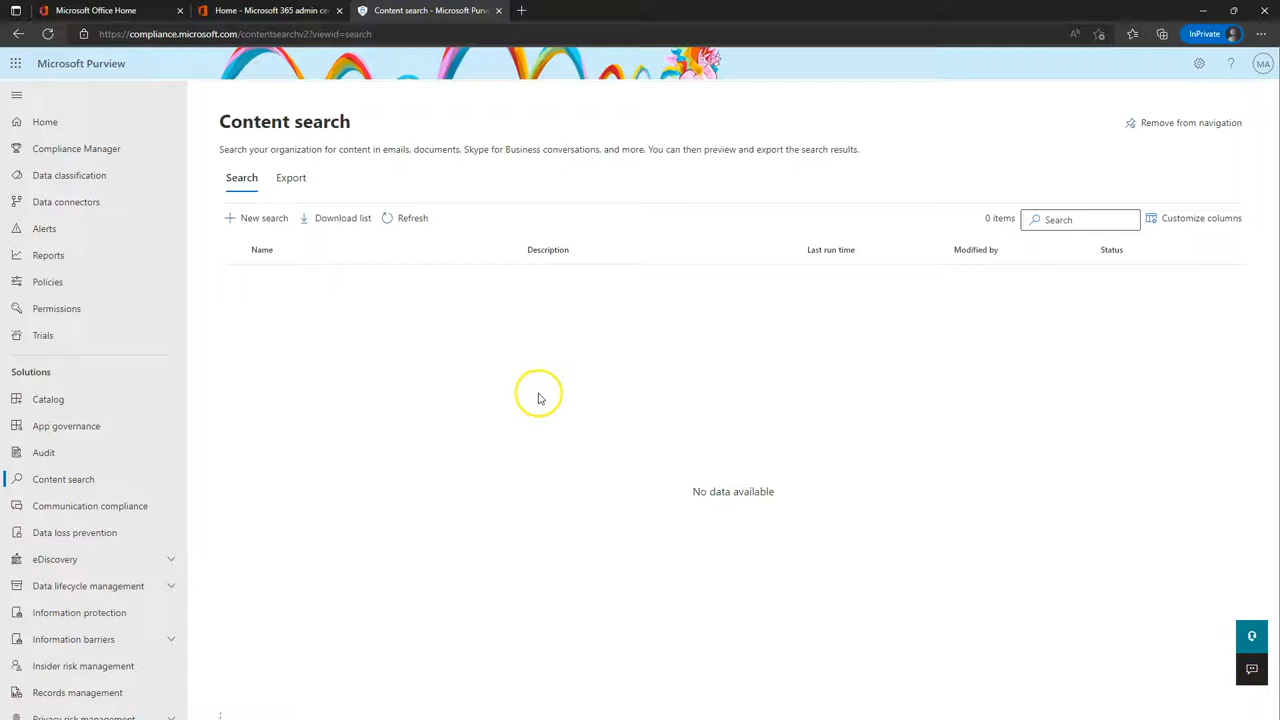 Microsoft Office Home
Home - Microsoft 365 admin ce
Content search - Microsoft Purv
https://compliance.microsoft.com/contentsearchv2?viewid=search
InPrivate
Microsoft Purview
MA
Home
Compliance Manager
Data classification
Data connectors
Alerts
Reports
Policies
Permissions
Trials
Solutions
Catalog
App governance
Audit
Content search
Communication compliance
Data loss prevention
eDiscovery
Data lifecycle management
Information protection
Information barriers
Insider risk management
Records management
Privacy risk management
Content search
Remove from navigation
Search your organization for content in emails, documents, Skype for Business conversations, and more. You can then preview and export the search results.
Search Export
New search Download list Refresh 0 items Search Customize columns
Name Description Last run time Modified by Status
No data available
;